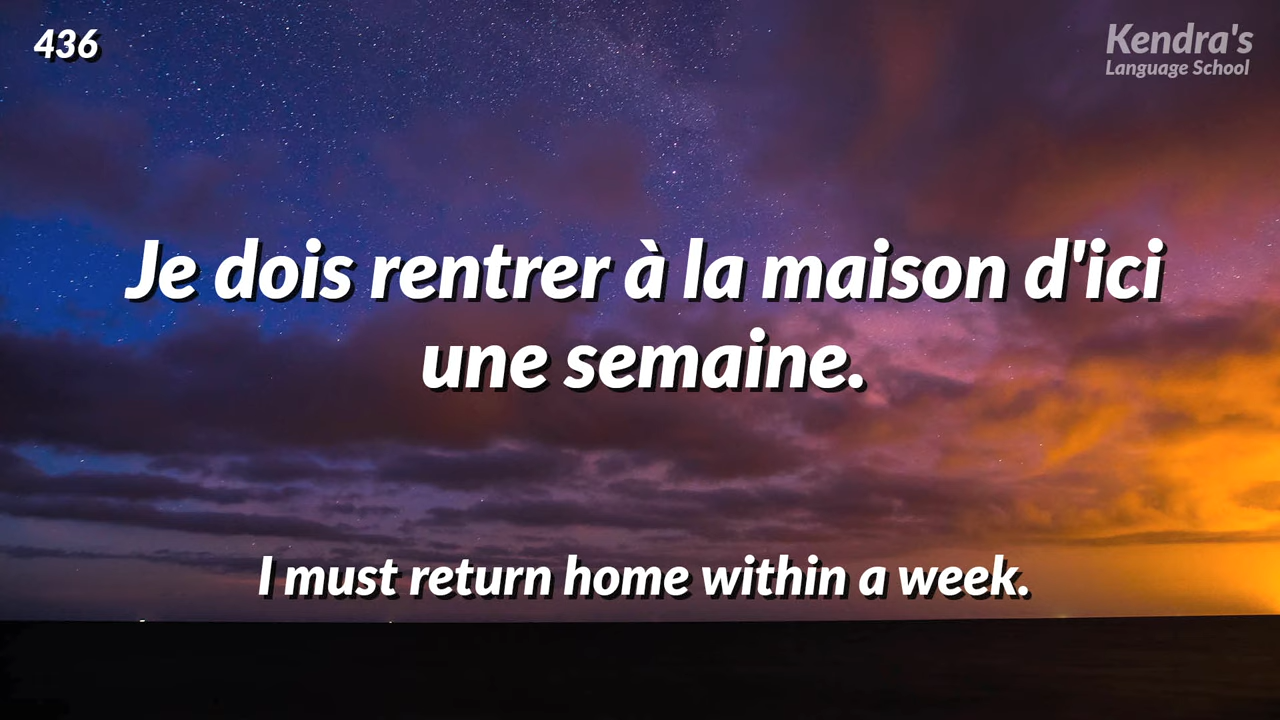 436
Kendra's
Language School
Je dois rentrer à la maison d'ici
une semaine.
I must return home within a week.